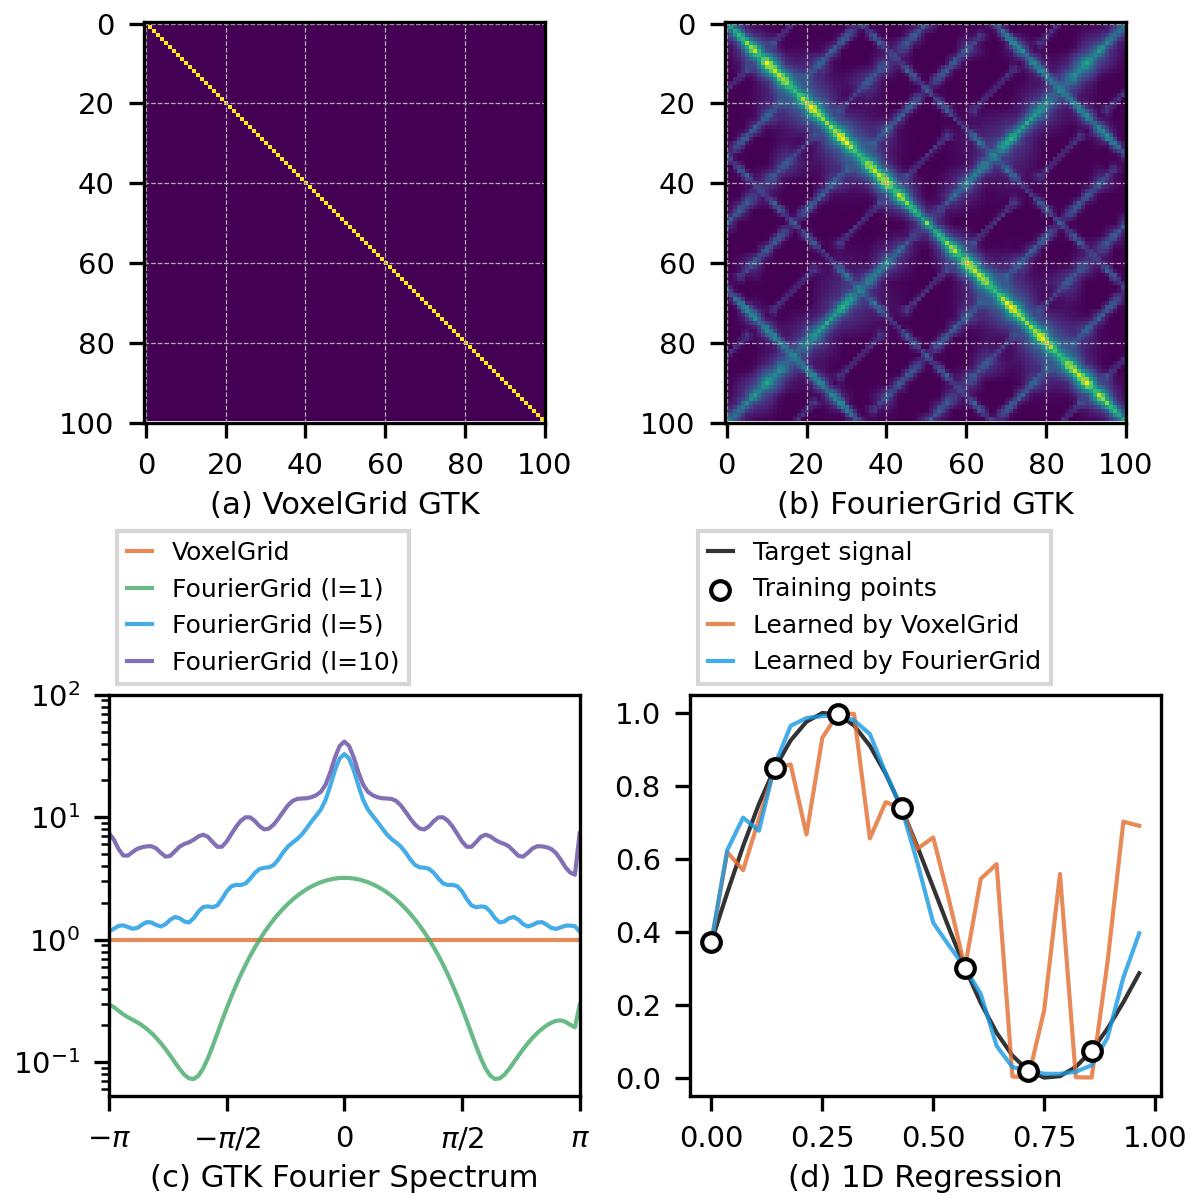 0
20
40
60
80
100
0 20 40 60 80 100
(a) VoxelGrid GTK
0
20
40
60
80
100
0 20 40 60 80 100
(b) FourierGrid GTK
VoxelGrid
FourierGrid (l=1)
FourierGrid (l=5)
FourierGrid (l=10)
10²
10¹
10⁰
10⁻¹
−π −π/2 0 π/2 π
(c) GTK Fourier Spectrum
Target signal
Training points
Learned by VoxelGrid
Learned by FourierGrid
1.0
0.8
0.6
0.4
0.2
0.0
0.00 0.25 0.50 0.75 1.00
(d) 1D Regression